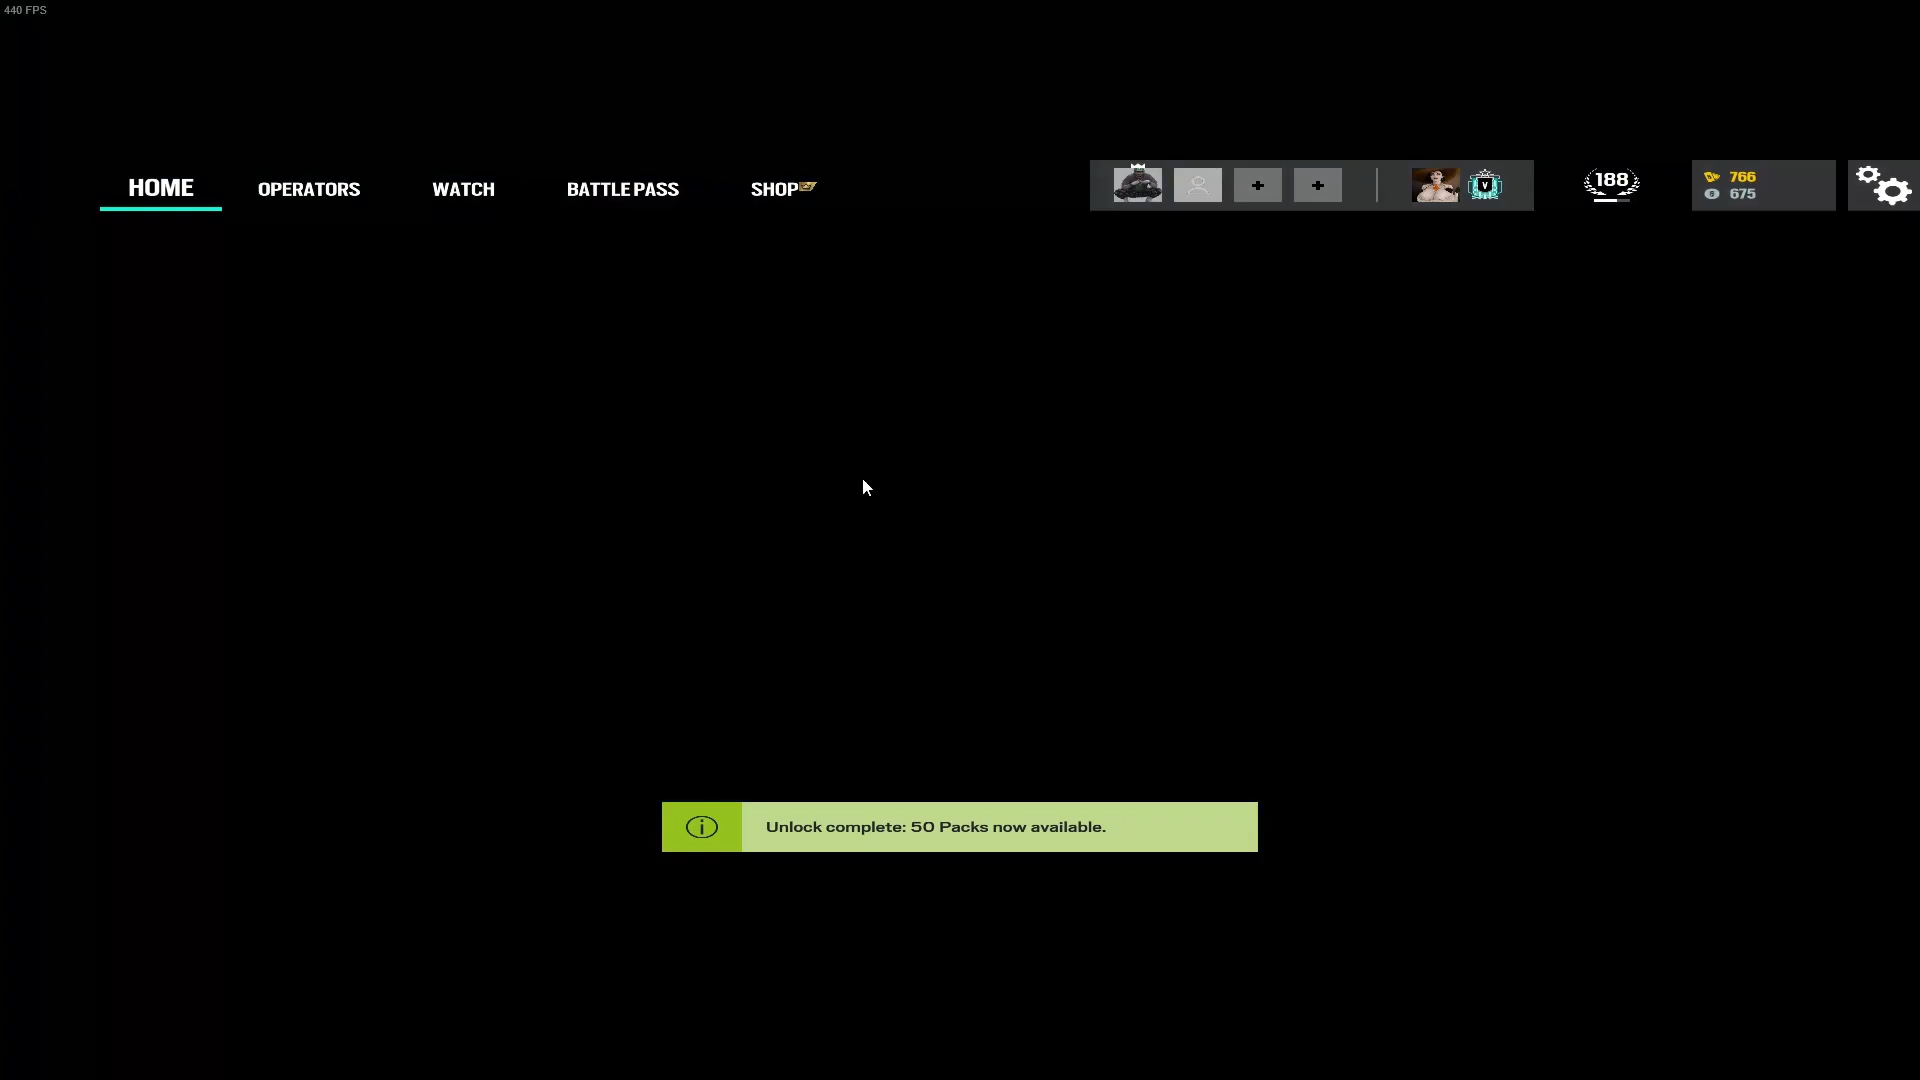 440 FPS
HOME
OPERATORS
WATCH
BATTLE PASS
SHOP
V
188
766
675
Unlock complete: 50 Packs now available.